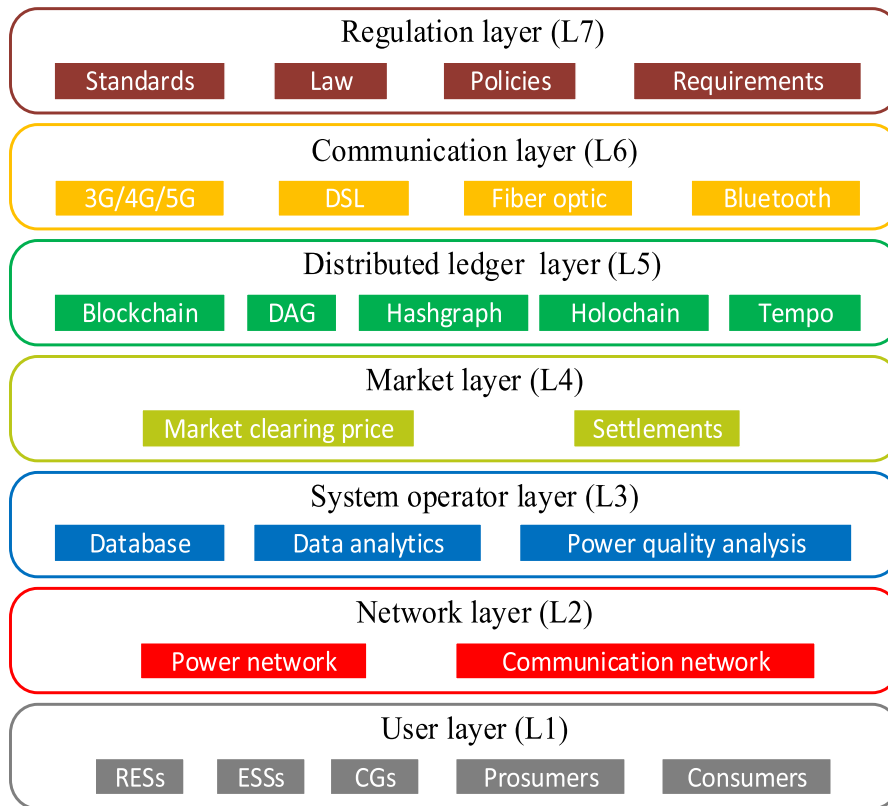 Regulation layer (L7)
Standards Law Policies Requirements
Communication layer (L6)
3G/4G/5G DSL Fiber optic Bluetooth
Distributed ledger layer (L5)
Blockchain DAG Hashgraph Holochain Tempo
Market layer (L4)
Market clearing price Settlements
System operator layer (L3)
Database Data analytics Power quality analysis
Network layer (L2)
Power network Communication network
User layer (L1)
RESs ESSs CGs Prosumers Consumers